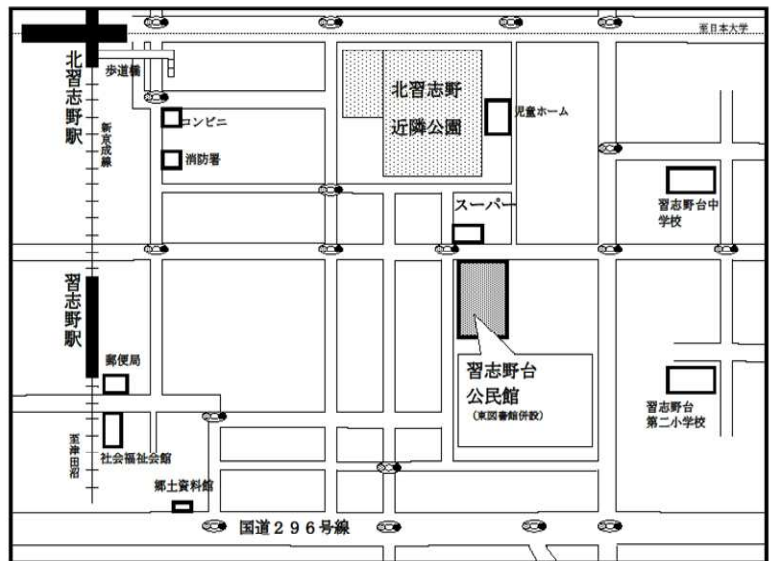 至日本大学
北習志野駅
歩道橋
新京成線
コンビニ
消防署
北習志野
近隣公園
児童ホーム
スーパー
習志野台中
学校
習志野駅
郵便局
社会福祉会館
至津田沼
郷土資料館
習志野台
公民館
(東図書館併設)
習志野台
第二小学校
国道296号線